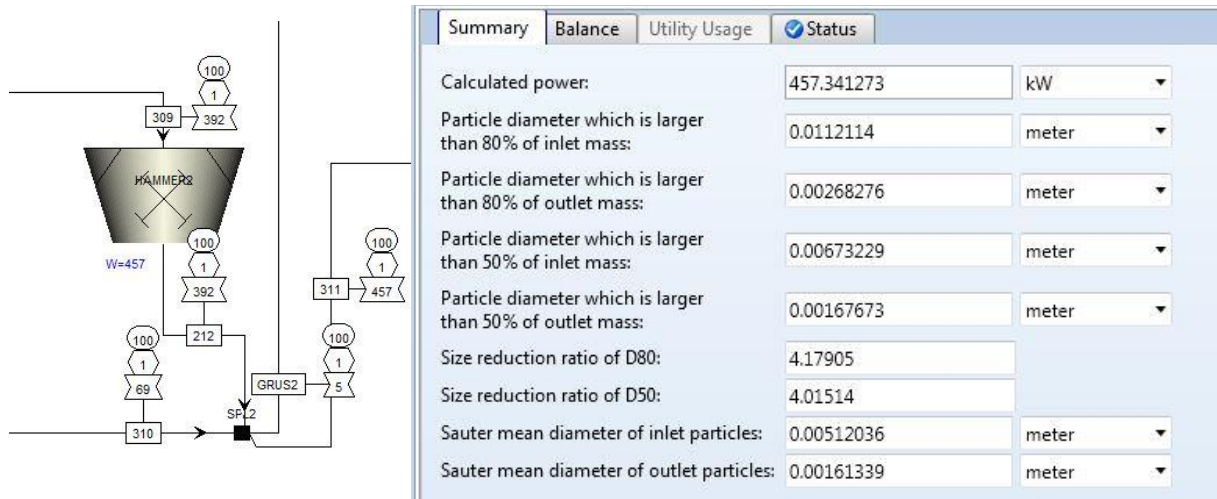 100
1
309
392
HAMMER2
W=457
100
1
392
212
100
1
69
310
SPL2
GRUS2
100
1
5
100
1
311
457
Summary
Balance
Utility Usage
Status
Calculated power:
457.341273
kW
Particle diameter which is larger
than 80% of inlet mass:
0.0112114
meter
Particle diameter which is larger
than 80% of outlet mass:
0.00268276
meter
Particle diameter which is larger
than 50% of inlet mass:
0.00673229
meter
Particle diameter which is larger
than 50% of outlet mass:
0.00167673
meter
Size reduction ratio of D80:
4.17905
Size reduction ratio of D50:
4.01514
Sauter mean diameter of inlet particles:
0.00512036
meter
Sauter mean diameter of outlet particles:
0.00161339
meter